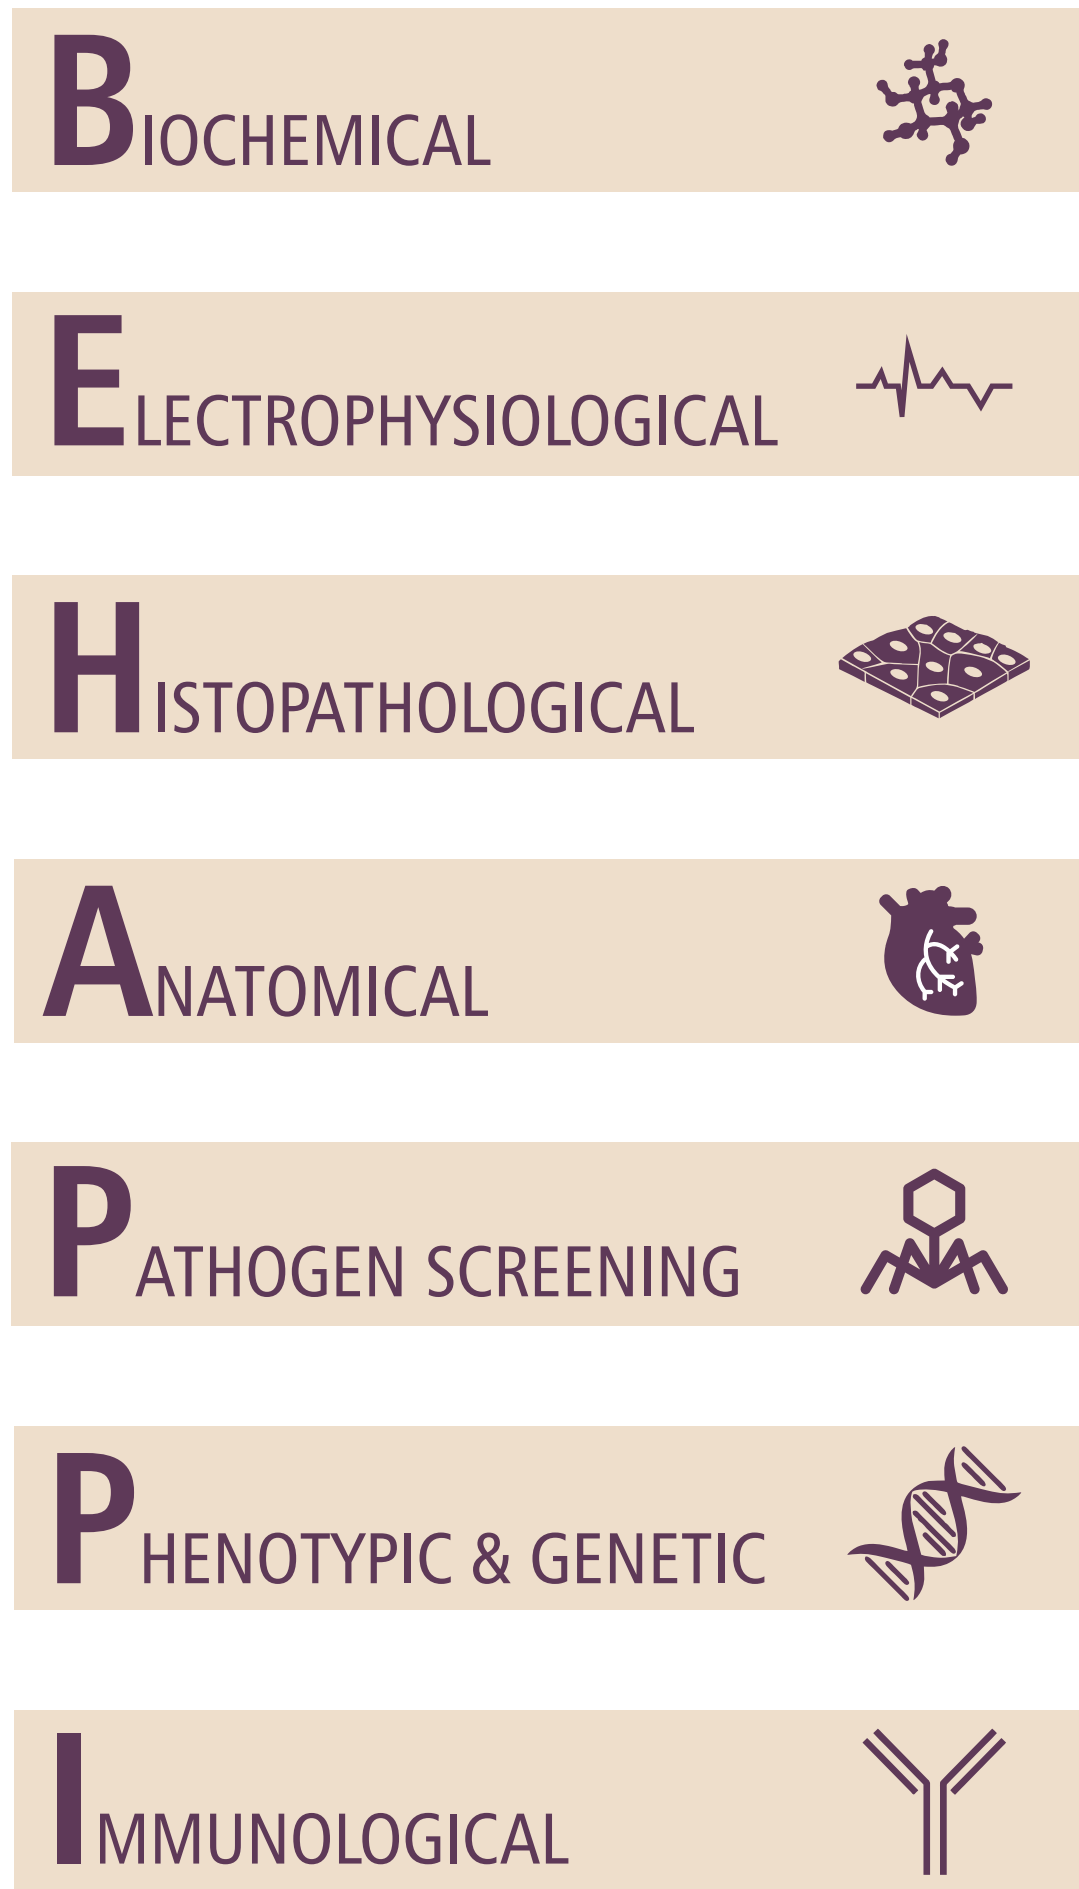 BIOCHEMICAL
ELECTROPHYSIOLOGICAL
HISTOPATHOLOGICAL
ANATOMICAL
PATHOGEN SCREENING
PHENOTYPIC & GENETIC
IMMUNOLOGICAL